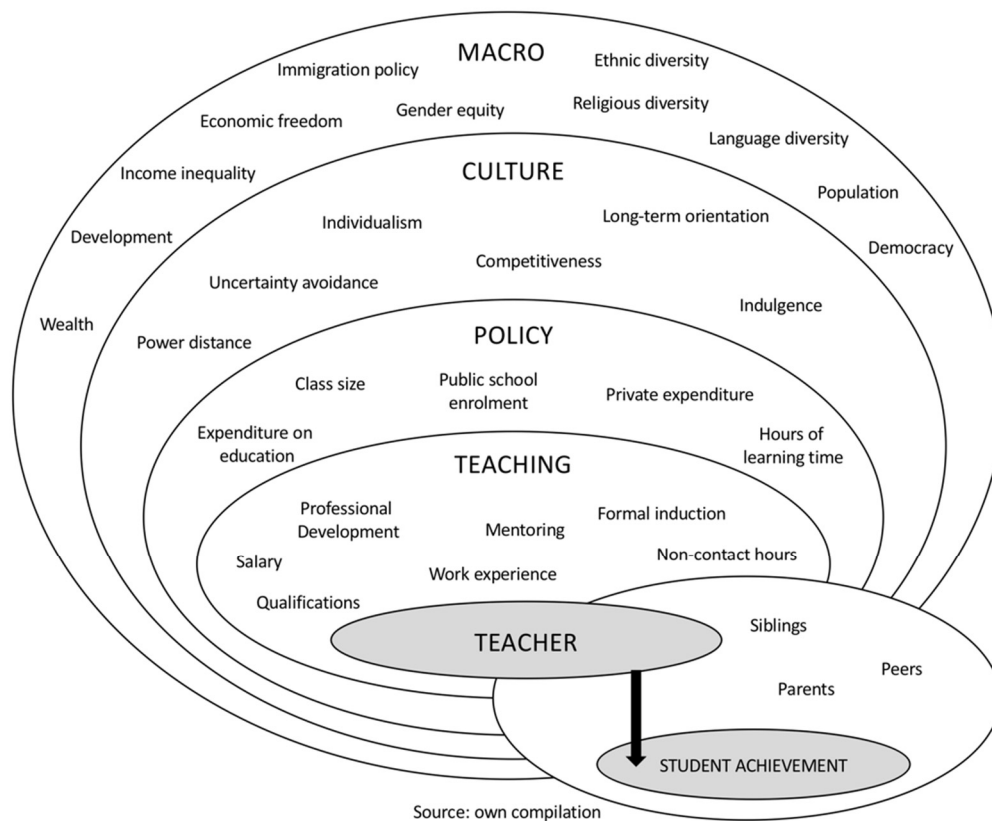 MACRO
Immigration policy
Ethnic diversity
Economic freedom
Gender equity
Religious diversity
Language diversity
Income inequality
Population
Development
Democracy
Wealth
CULTURE
Individualism
Long-term orientation
Competitiveness
Uncertainty avoidance
Indulgence
Power distance
POLICY
Class size
Public school
enrolment
Private expenditure
Expenditure on
education
Hours of
learning time
TEACHING
Professional
Development
Mentoring
Formal induction
Salary
Work experience
Non-contact hours
Qualifications
TEACHER
Siblings
Peers
Parents
STUDENT ACHIEVEMENT
Source: own compilation